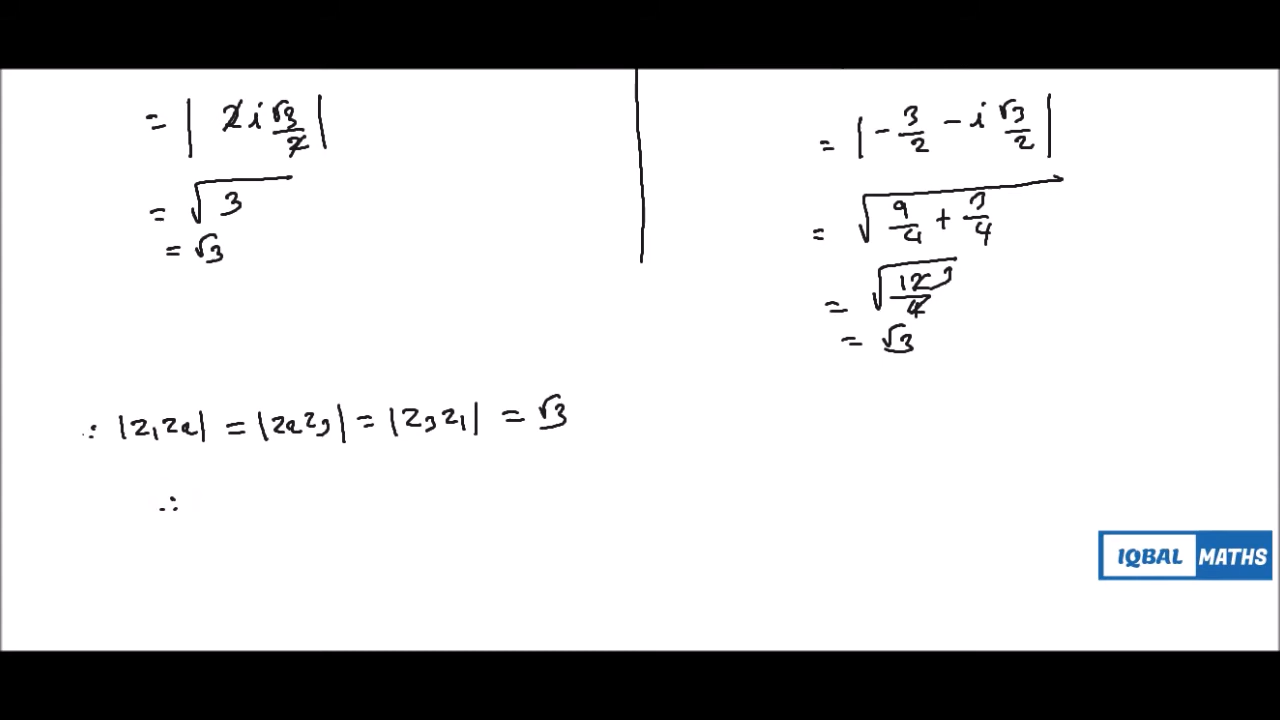 = | 2i √3/2 |
= √3
= √3
= | - 3/2 - i √3/2 |
= √(9/4 + 3/4)
= √(12/4) 3
= √3
∴ |z₁z₂| = |z₂z₃| = |z₃z₁| = √3
∴
IQBAL MATHS